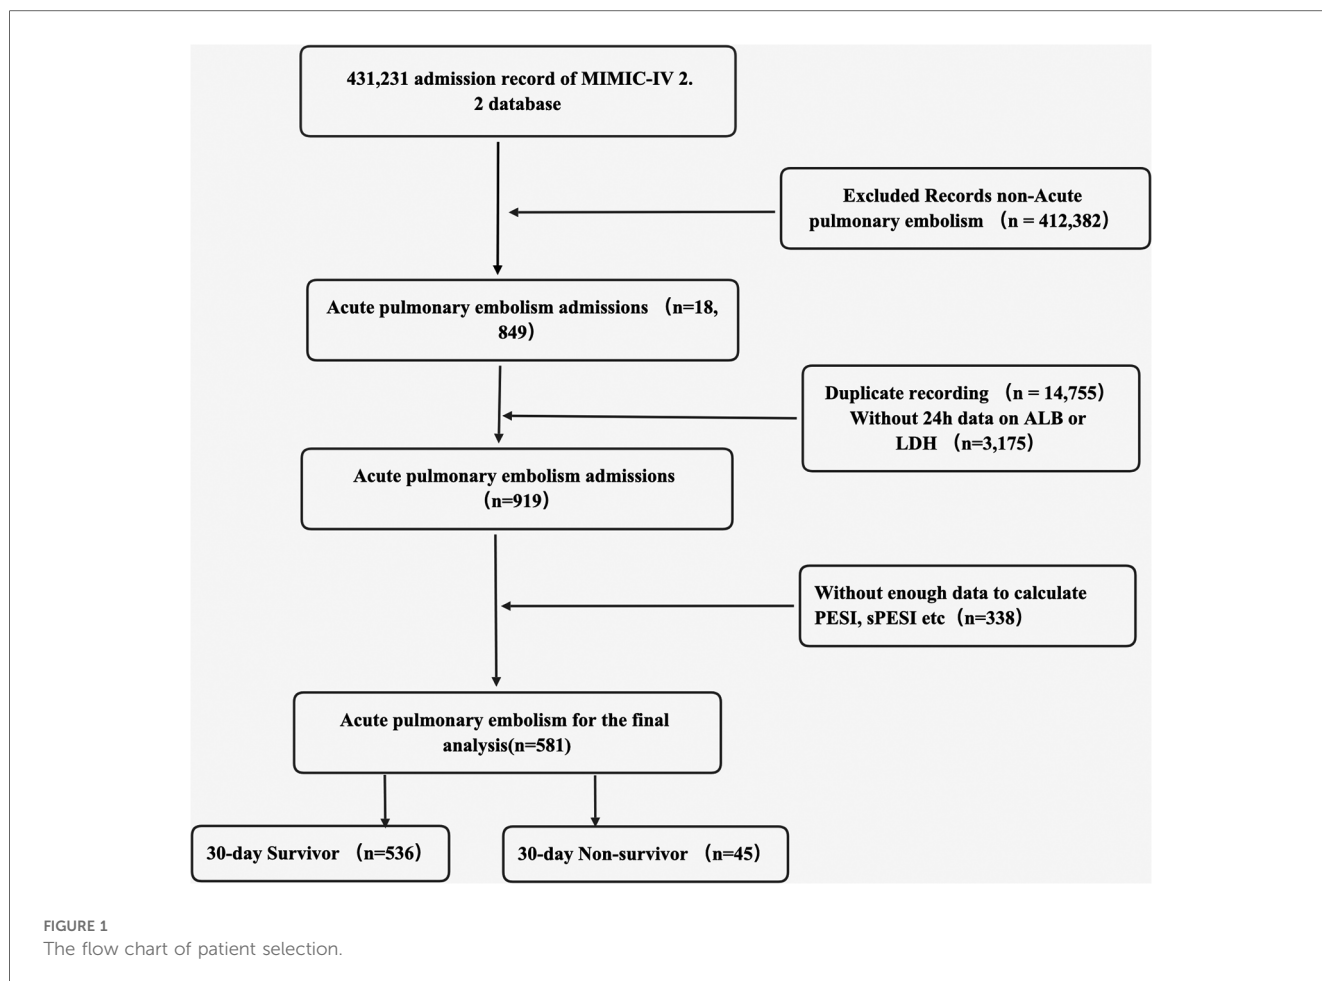 431,231 admission record of MIMIC-IV 2.
2 database
Excluded Records non-Acute
pulmonary embolism （n = 412,382）
Acute pulmonary embolism admissions （n=18,
849）
Duplicate recording （n = 14,755）
Without 24h data on ALB or
LDH （n=3,175）
Acute pulmonary embolism admissions
（n=919）
Without enough data to calculate
PESI, sPESI etc（n=338）
Acute pulmonary embolism for the final
analysis(n=581)
30-day Survivor （n=536）
30-day Non-survivor （n=45）
FIGURE 1
The flow chart of patient selection.